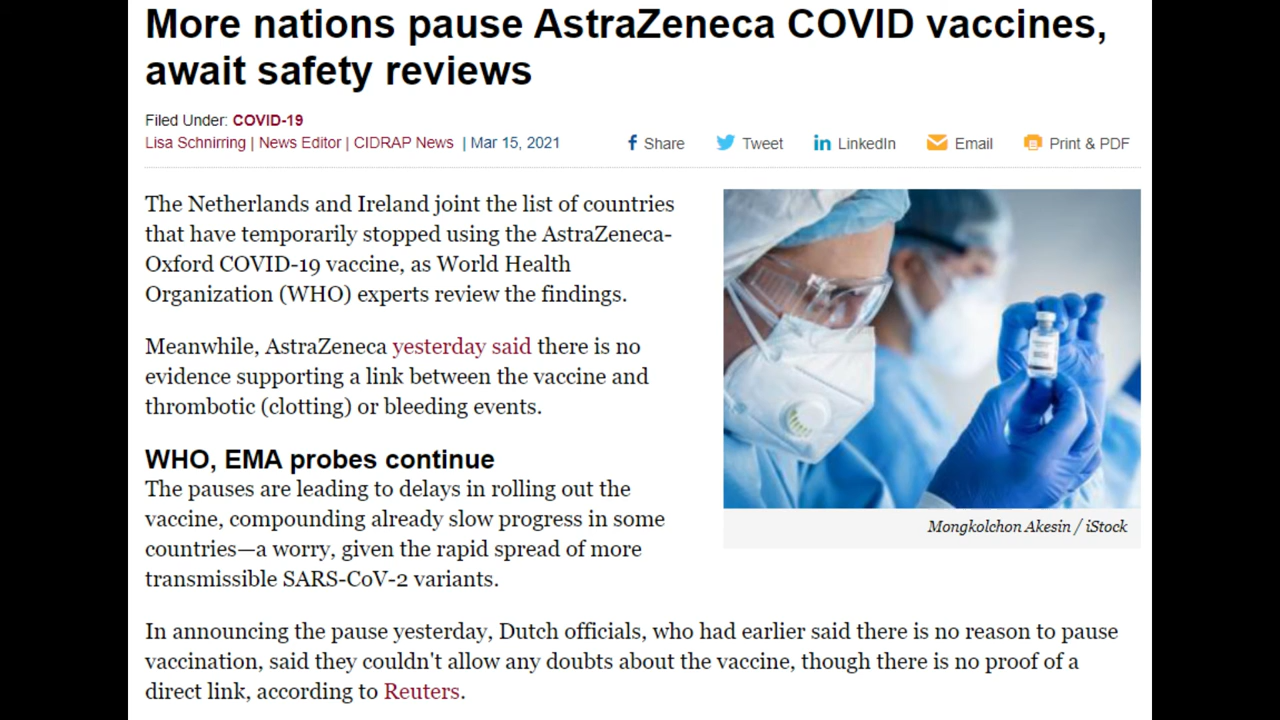 More nations pause AstraZeneca COVID vaccines,
await safety reviews
Filed Under: COVID-19
Lisa Schnirring | News Editor | CIDRAP News | Mar 15, 2021
Share Tweet LinkedIn Email Print & PDF
The Netherlands and Ireland joint the list of countries
that have temporarily stopped using the AstraZeneca-
Oxford COVID-19 vaccine, as World Health
Organization (WHO) experts review the findings.
Meanwhile, AstraZeneca yesterday said there is no
evidence supporting a link between the vaccine and
thrombotic (clotting) or bleeding events.
WHO, EMA probes continue
The pauses are leading to delays in rolling out the
vaccine, compounding already slow progress in some
countries—a worry, given the rapid spread of more
transmissible SARS-CoV-2 variants.
Mongkolchon Akesin / iStock
In announcing the pause yesterday, Dutch officials, who had earlier said there is no reason to pause
vaccination, said they couldn't allow any doubts about the vaccine, though there is no proof of a
direct link, according to Reuters.